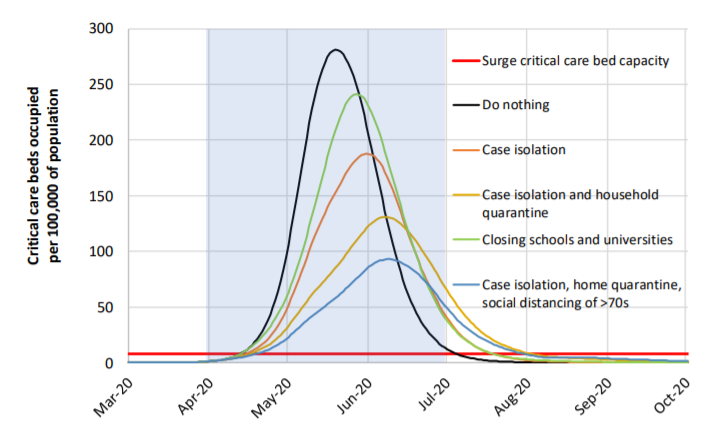 Critical care beds occupied
per 100,000 of population
300
250
200
150
100
50
0
Mar-20
Apr-20
May-20
Jun-20
Jul-20
Aug-20
Sep-20
Oct-20
Surge critical care bed capacity
Do nothing
Case isolation
Case isolation and household
quarantine
Closing schools and universities
Case isolation, home quarantine,
social distancing of >70s